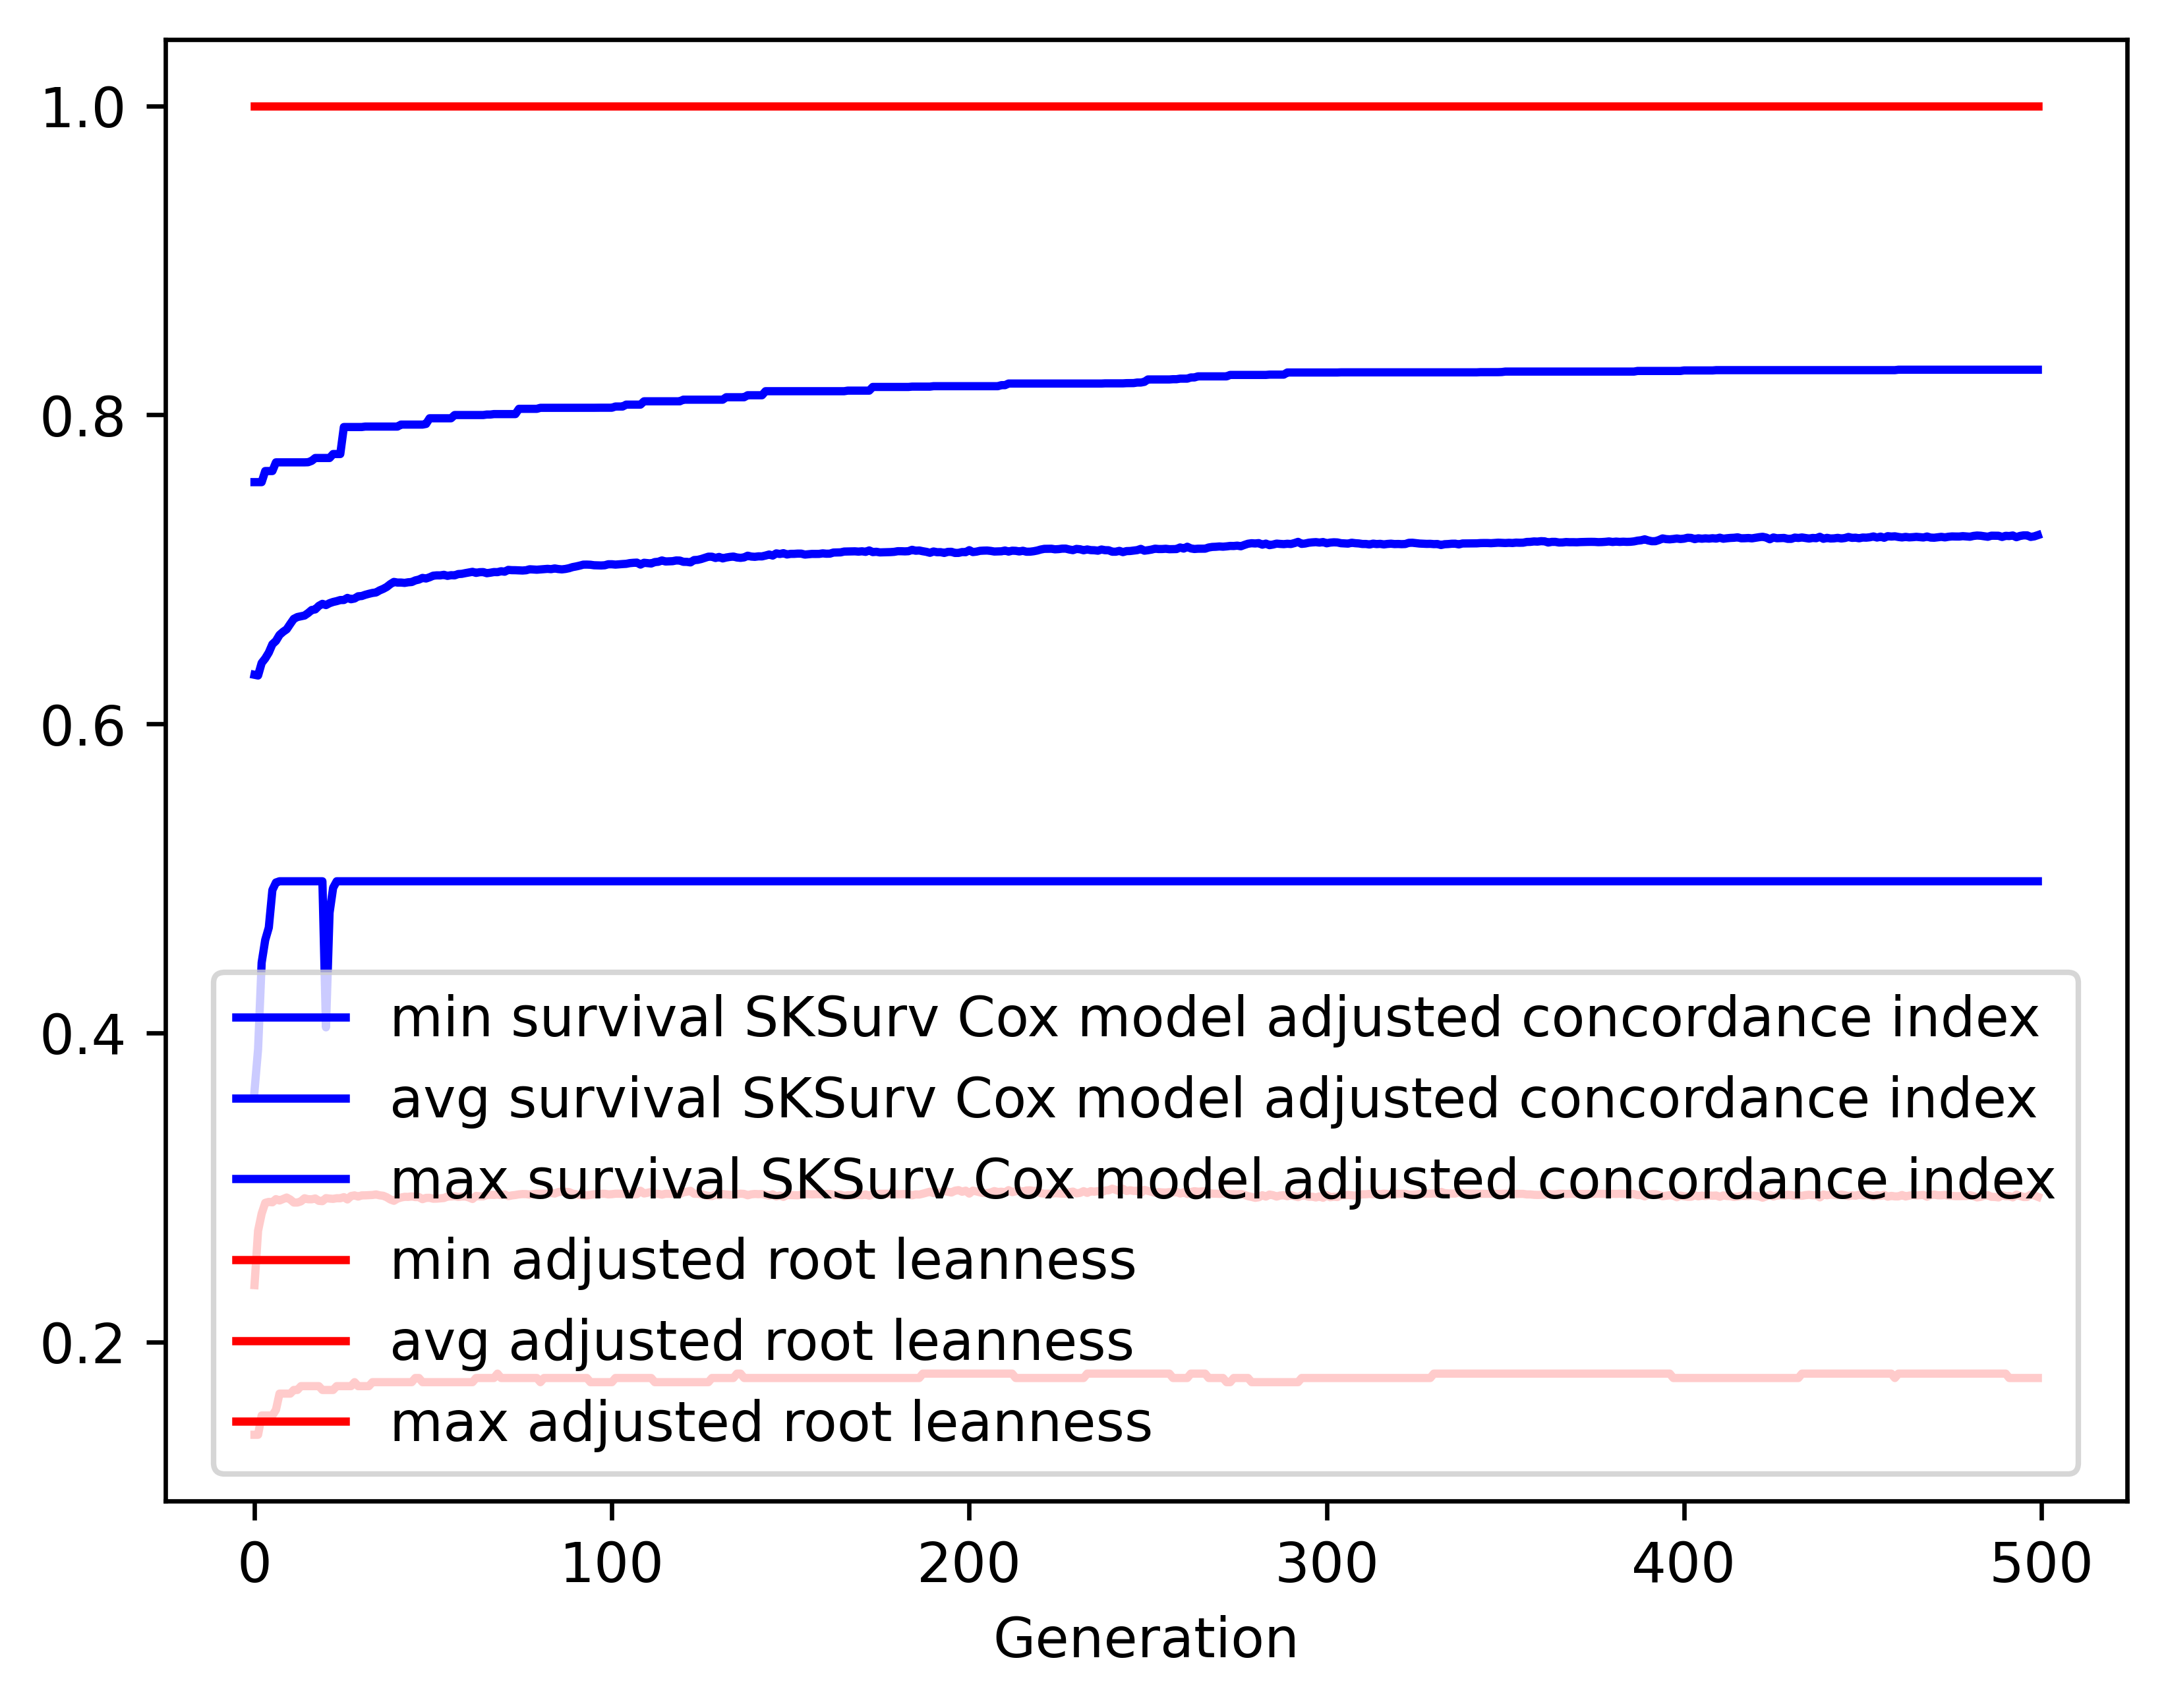 1.0
0.8
0.6
0.4
0.2
min survival SKSurv Cox model adjusted concordance index
avg survival SKSurv Cox model adjusted concordance index
max survival SKSurv Cox model adjusted concordance index
min adjusted root leanness
avg adjusted root leanness
max adjusted root leanness
0 100 200 300 400 500
Generation